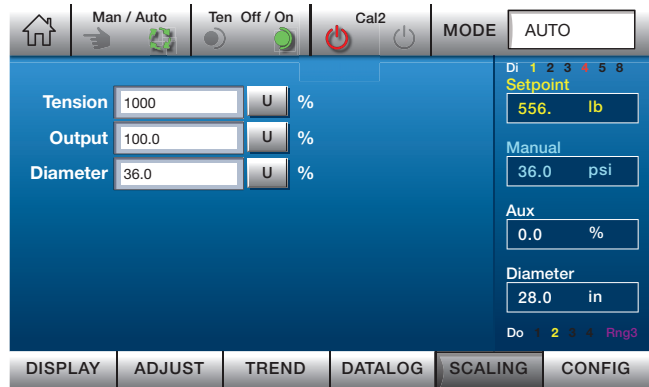 Man / Auto
Ten Off / On
Cal2
MODE
AUTO
Tension 1000 U %
Output 100.0 U %
Diameter 36.0 U %
Di 1 2 3 4 5 8
Setpoint
556. lb
Manual
36.0 psi
Aux
0.0 %
Diameter
28.0 in
Do 1 2 3 4 Rng3
DISPLAY ADJUST TREND DATALOG SCALING CONFIG